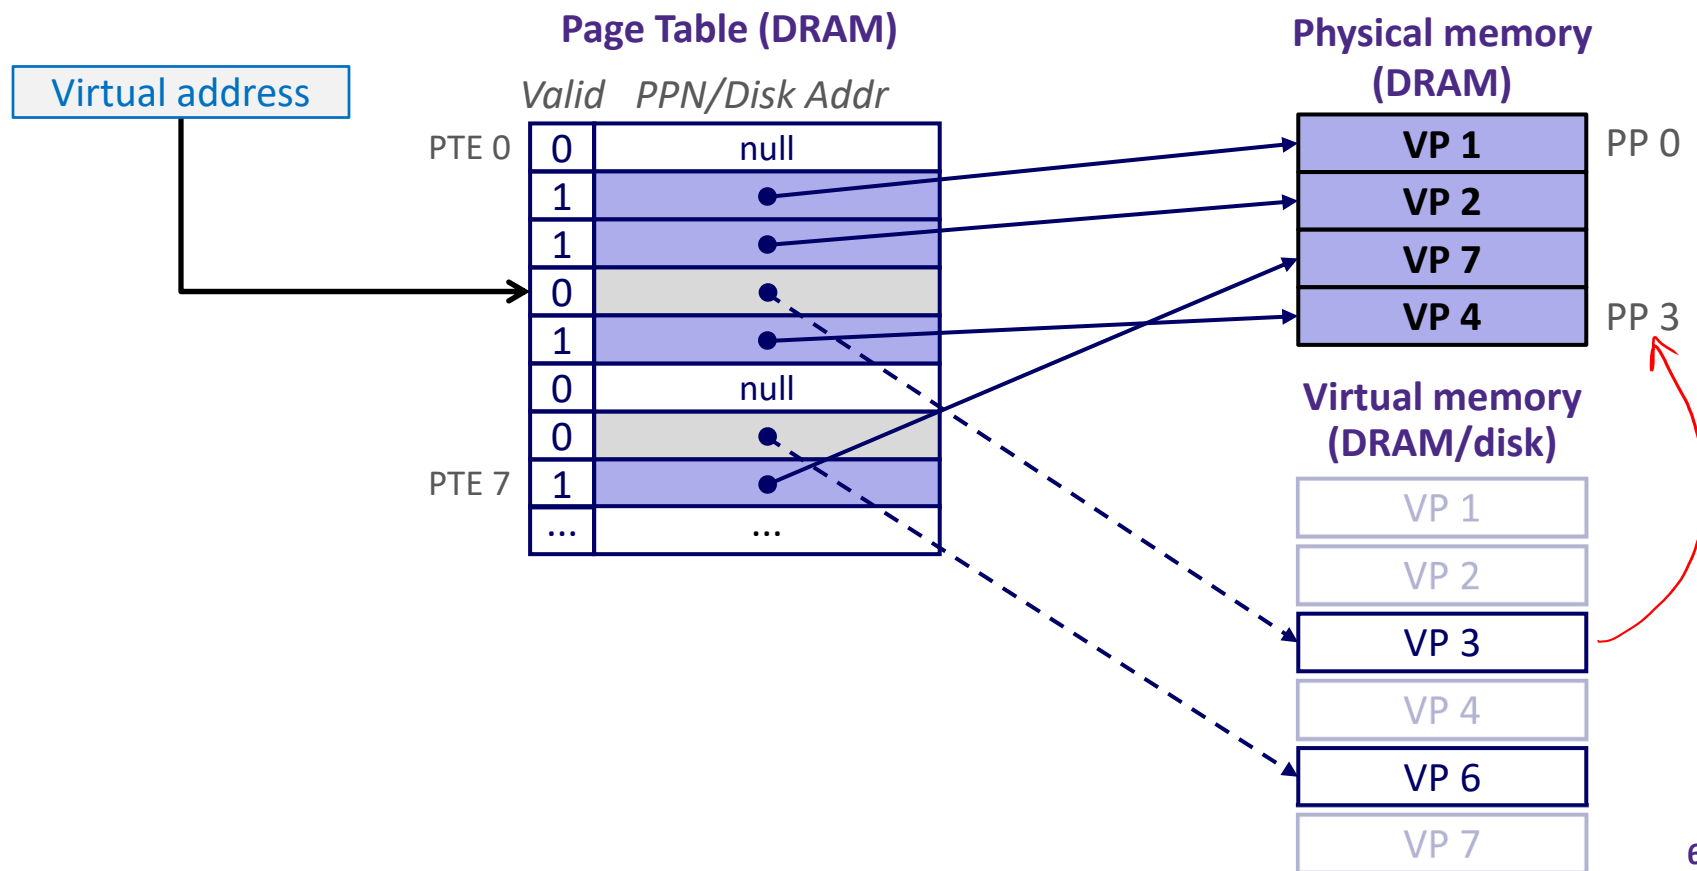 Page Table (DRAM)
Physical memory
(DRAM)
Virtual address
Valid PPN/Disk Addr
PTE 0 0 null
1
1
0
1
0 null
0
PTE 7 1
... ...
VP 1 PP 0
VP 2
VP 7
VP 4 PP 3
Virtual memory
(DRAM/disk)
VP 1
VP 2
VP 3
VP 4
VP 6
VP 7